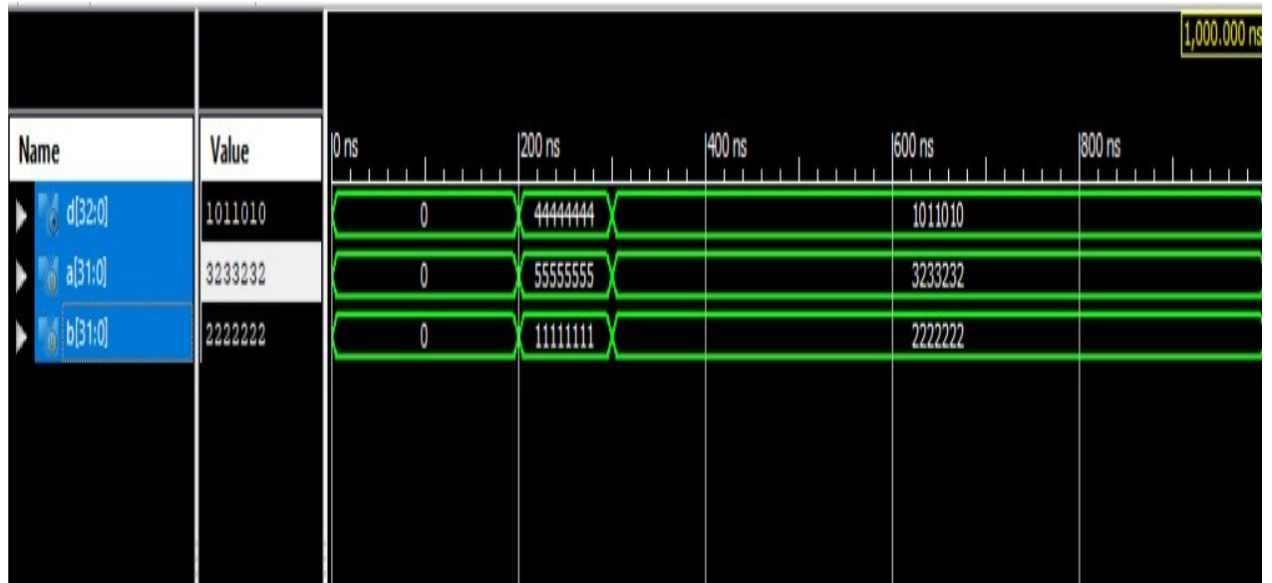 1,000.000 ns
Name Value 0 ns 200 ns 400 ns 600 ns 800 ns
d[32:0] 1011010 0 44444444 1011010
a[31:0] 3233232 0 55555555 3233232
b[31:0] 2222222 0 11111111 2222222